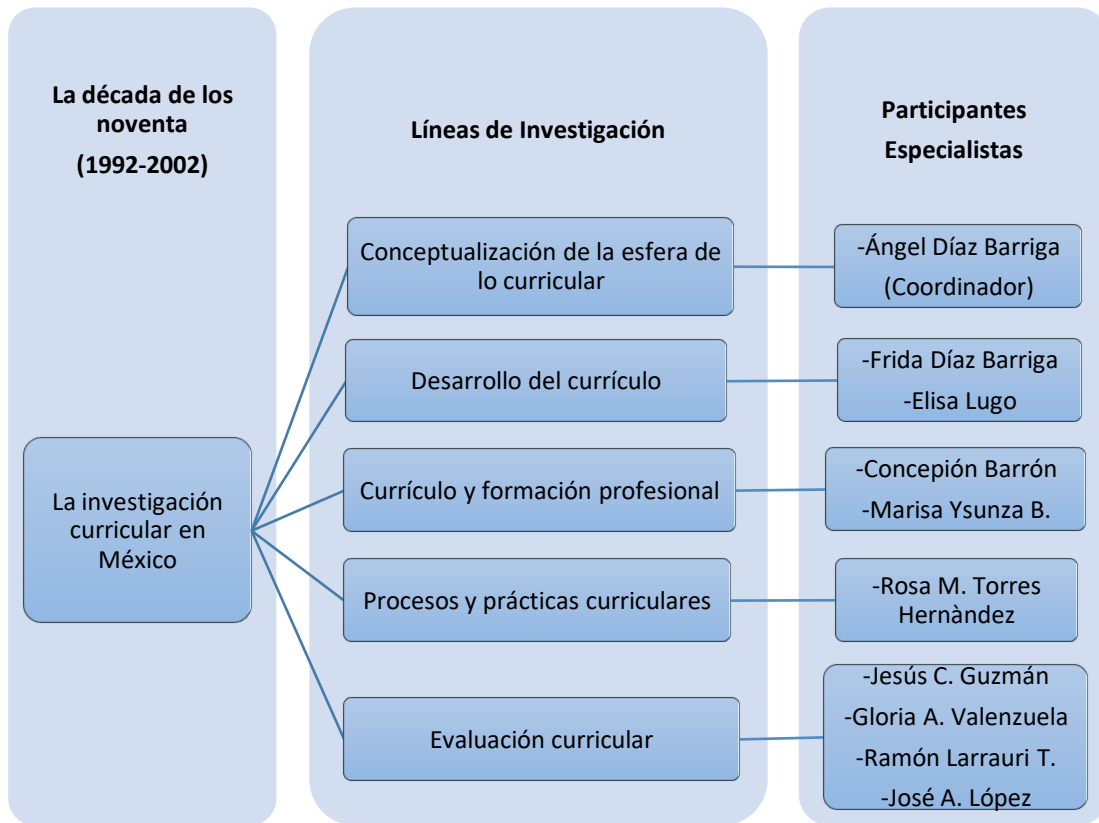 La década de los
noventa
(1992-2002)
La investigación
curricular en
México
Líneas de Investigación
Conceptualización de la esfera de
lo curricular
Desarrollo del currículo
Currículo y formación profesional
Procesos y prácticas curriculares
Evaluación curricular
Participantes
Especialistas
-Ángel Díaz Barriga
(Coordinador)
-Frida Díaz Barriga
-Elisa Lugo
-Concepión Barrón
-Marisa Ysunza B.
-Rosa M. Torres
Hernàndez
-Jesús C. Guzmán
-Gloria A. Valenzuela
-Ramón Larrauri T.
-José A. López